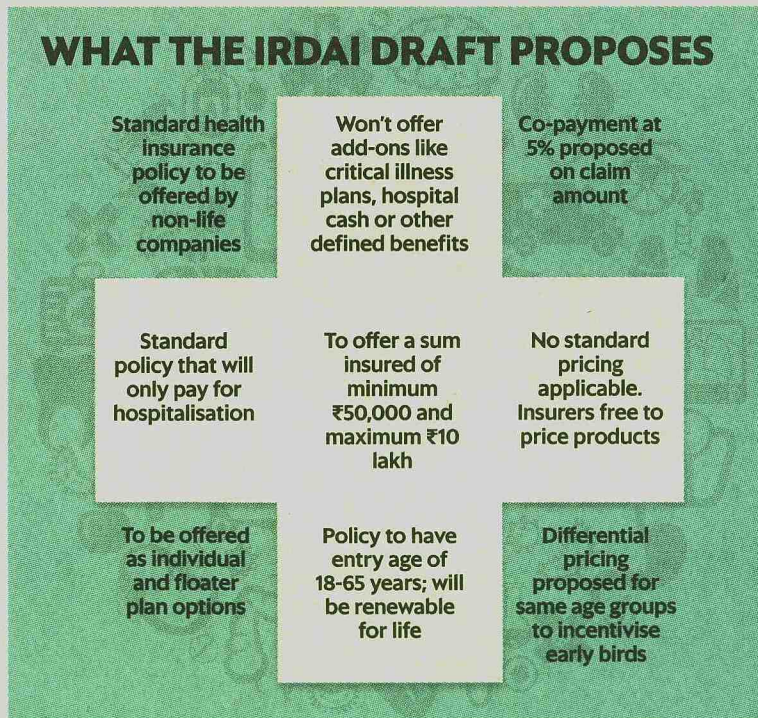 WHAT THE IRDAI DRAFT PROPOSES
Standard health
insurance
policy to be
offered by
non-life
companies
Won't offer
add-ons like
critical illness
plans, hospital
cash or other
defined benefits
Co-payment at
5% proposed
on claim
amount
Standard
policy that will
only pay for
hospitalisation
To offer a sum
insured of
minimum
₹50,000 and
maximum ₹10
lakh
No standard
pricing
applicable.
Insurers free to
price products
To be offered
as individual
and floater
plan options
Policy to have
entry age of
18-65 years; will
be renewable
for life
Differential
pricing
proposed for
same age groups
to incentivise
early birds